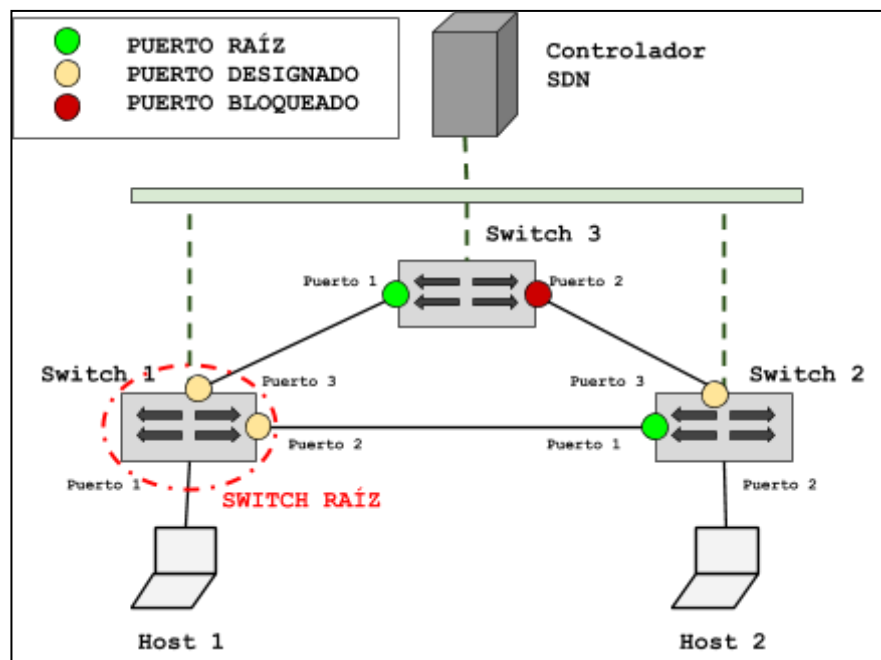 PUERTO RAÍZ
PUERTO DESIGNADO
PUERTO BLOQUEADO
Controlador
SDN
Switch 3
Puerto 1
Puerto 2
Switch 1
Puerto 3
Puerto 3
Switch 2
Puerto 2
Puerto 1
Puerto 1
SWITCH RAÍZ
Puerto 2
Host 1
Host 2